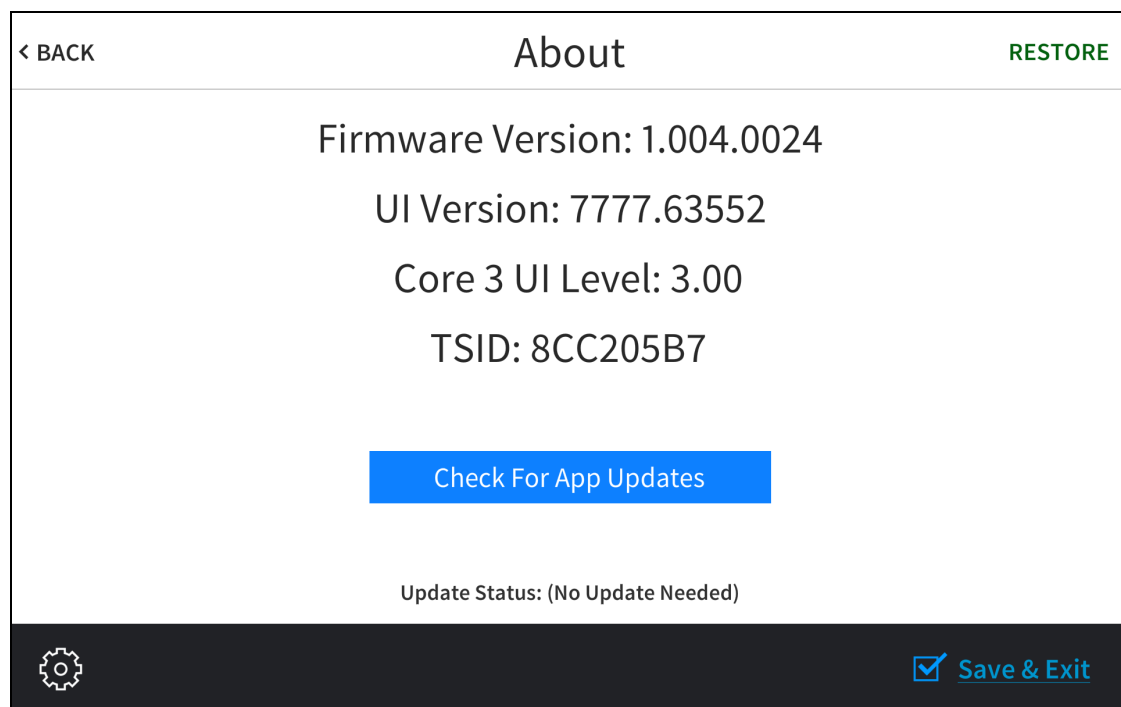 < BACK
About
RESTORE
Firmware Version: 1.004.0024
UI Version: 7777.63552
Core 3 UI Level: 3.00
TSID: 8CC205B7
Check For App Updates
Update Status: (No Update Needed)
Save & Exit